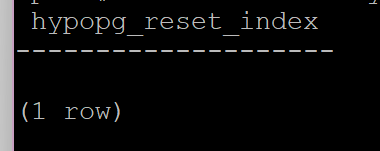 hypopg_reset_index
--------------------
(1 row)